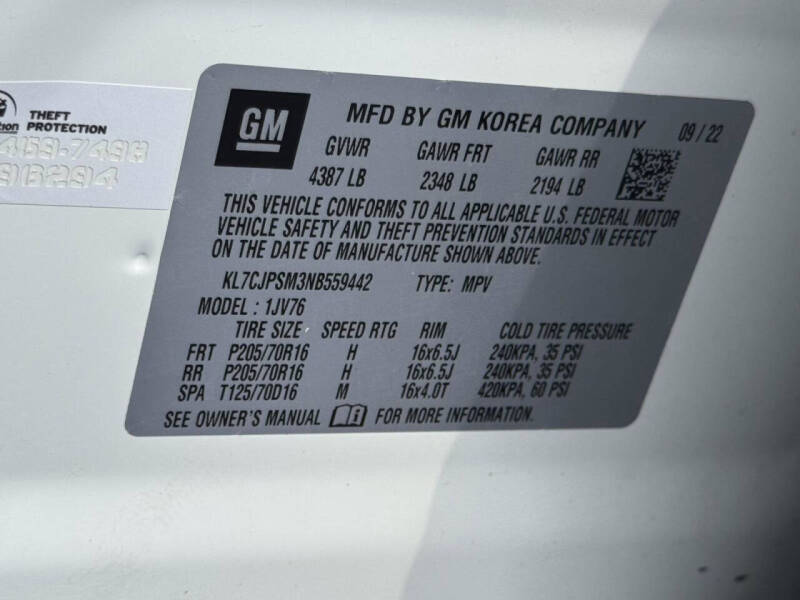 THEFT
PROTECTION
GM
MFD BY GM KOREA COMPANY 09/22
GVWR GAWR FRT GAWR RR
4387 LB 2348 LB 2194 LB
THIS VEHICLE CONFORMS TO ALL APPLICABLE U.S. FEDERAL MOTOR
VEHICLE SAFETY AND THEFT PREVENTION STANDARDS IN EFFECT
ON THE DATE OF MANUFACTURE SHOWN ABOVE.
KL7CJPSM3NB559442 TYPE: MPV
MODEL : 1JV76
TIRE SIZE SPEED RTG RIM COLD TIRE PRESSURE
FRT P205/70R16 H 16x6.5J 240KPA, 35 PSI
RR P205/70R16 H 16x6.5J 240KPA, 35 PSI
SPA T125/70D16 M 16x4.0T 420KPA, 60 PSI
SEE OWNER'S MANUAL FOR MORE INFORMATION.